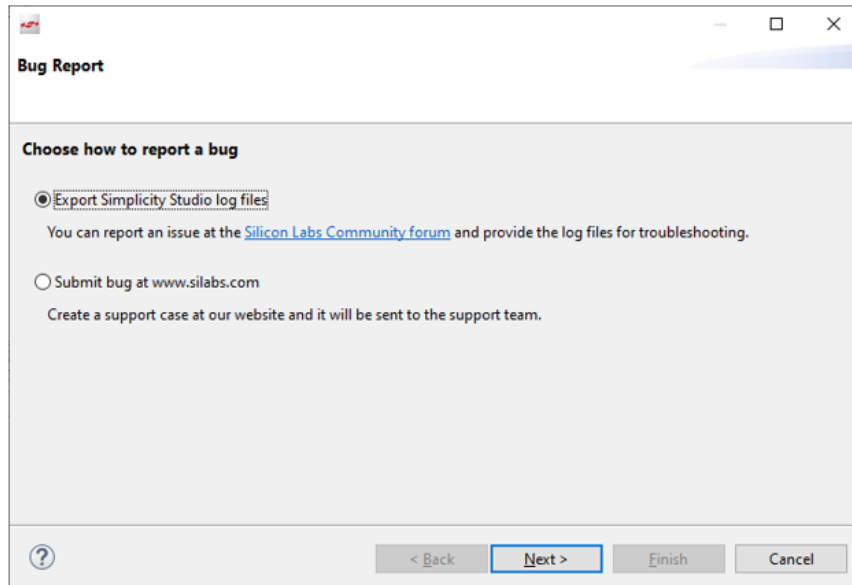 Bug Report
Choose how to report a bug
Export Simplicity Studio log files
You can report an issue at the Silicon Labs Community forum and provide the log files for troubleshooting.
Submit bug at www.silabs.com
Create a support case at our website and it will be sent to the support team.
? < Back Next > Finish Cancel